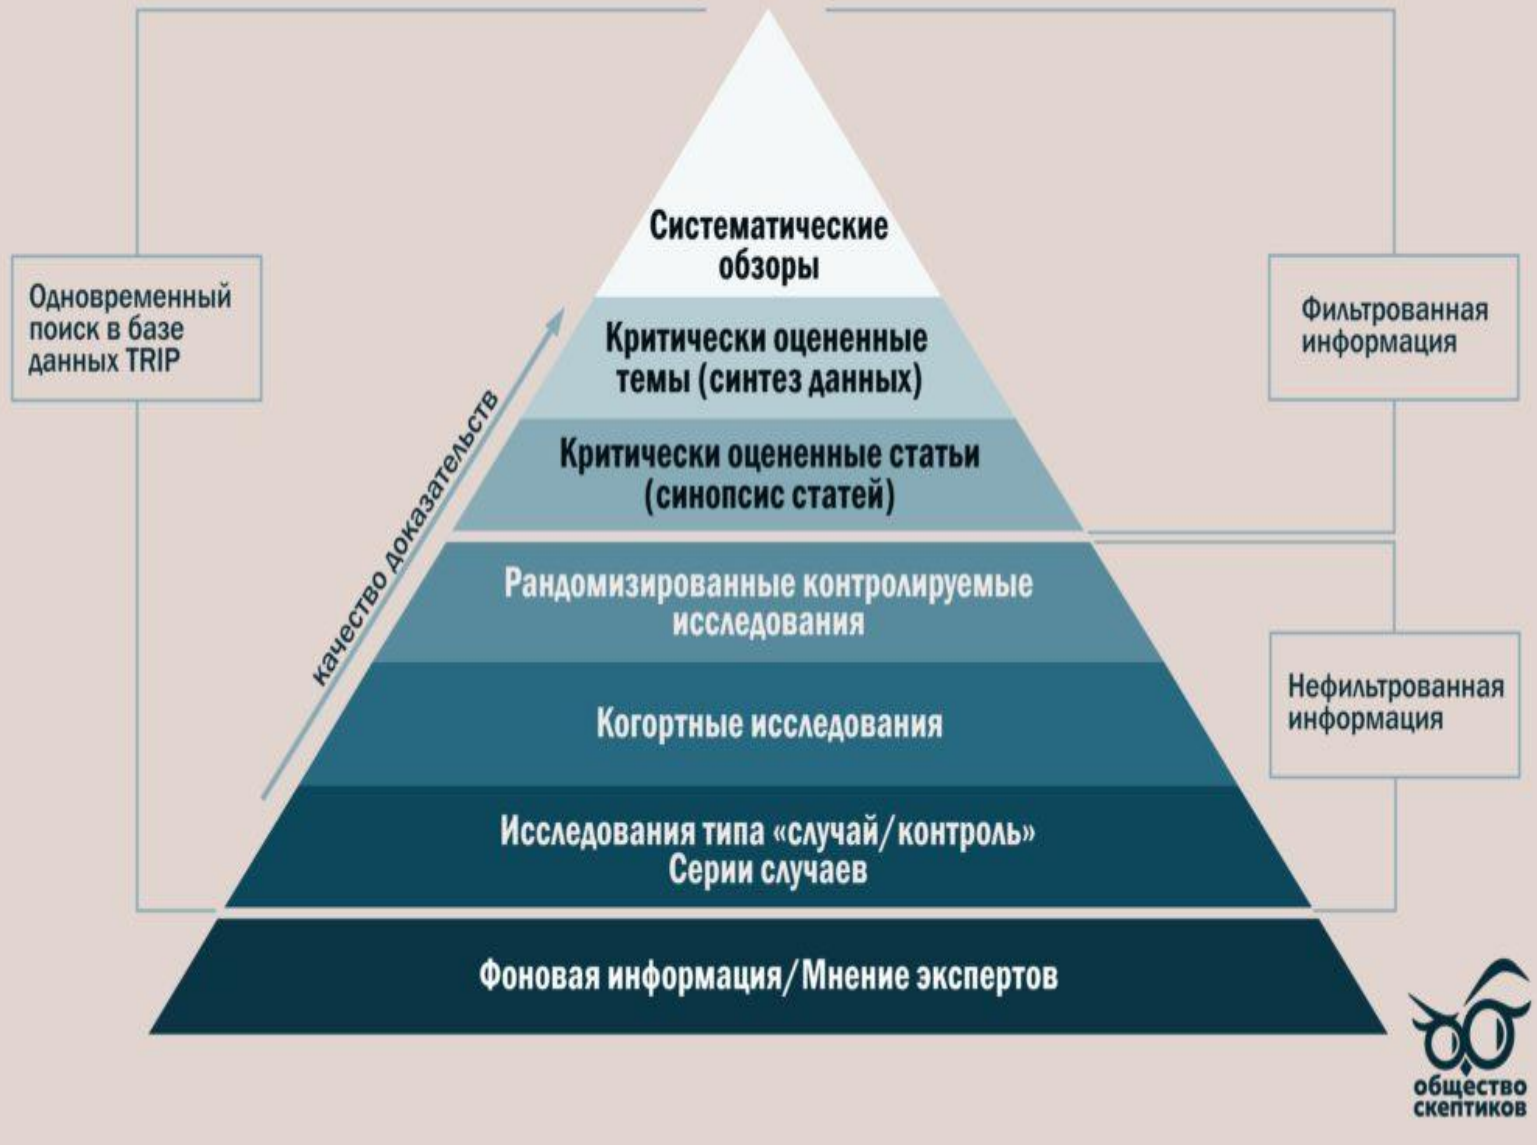 Систематические
обзоры
Критически оцененные
темы (синтез данных)
Критически оцененные статьи
(синопсис статей)
Рандомизированные контролируемые
исследования
Когортные исследования
Исследования типа «случай/контроль»
Серии случаев
Фоновая информация/Мнение экспертов
качество доказательств
Одновременный
поиск в базе
данных TRIP
Фильтрованная
информация
Нефильтрованная
информация
общество
скептиков